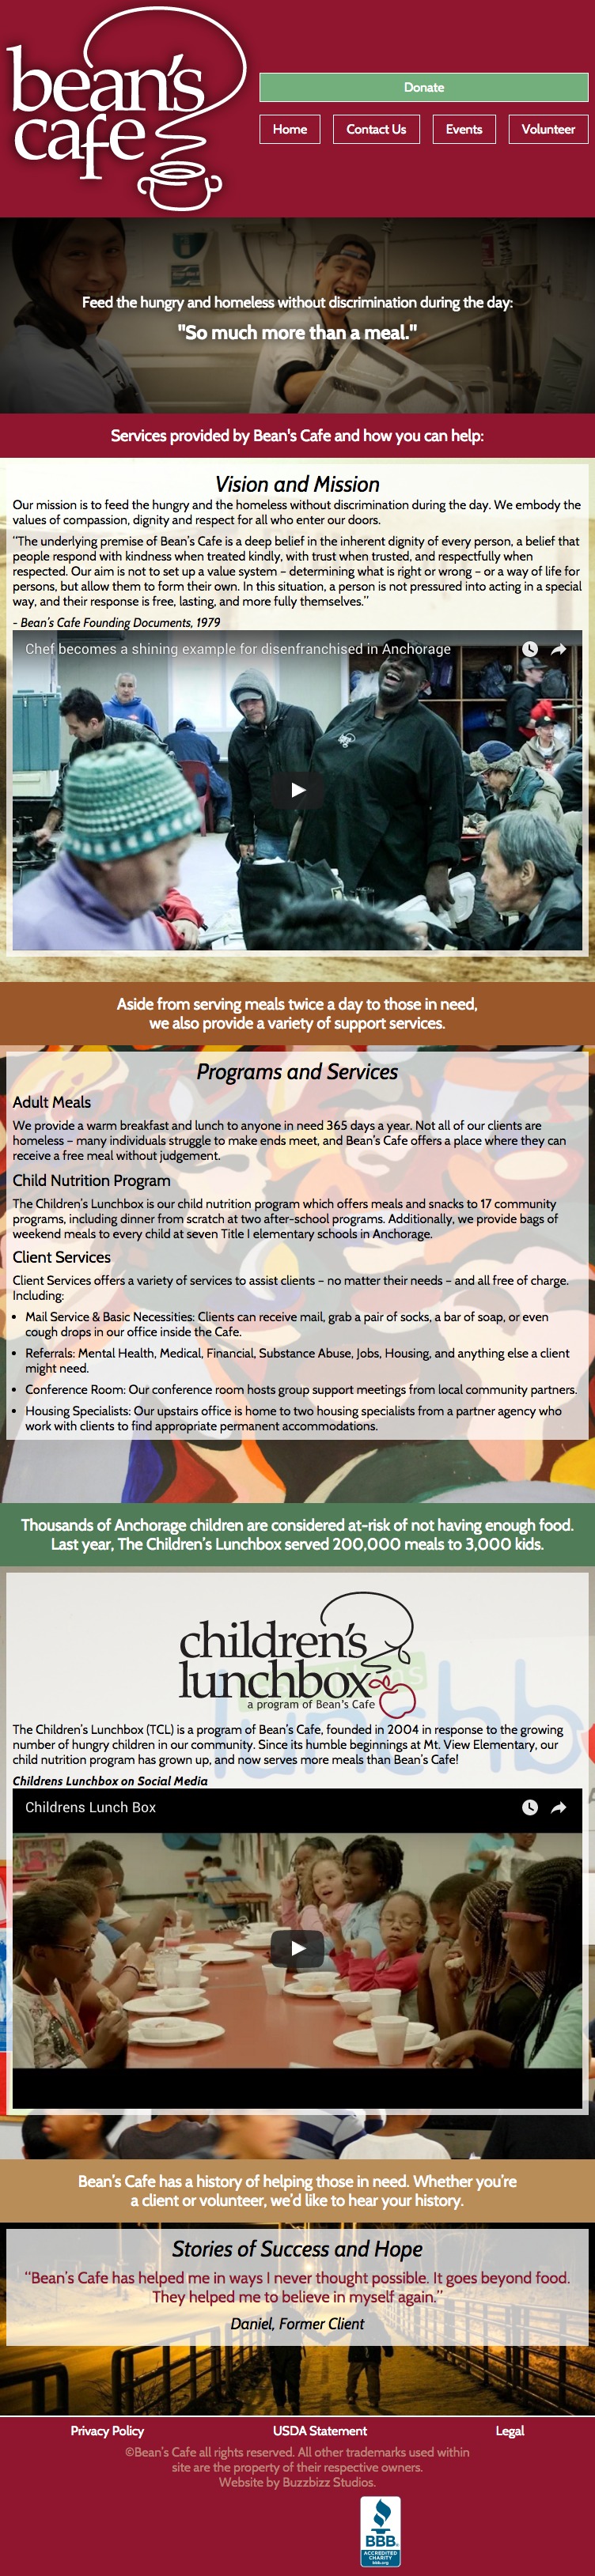 bean's
cafe
Donate
Home Contact Us Events Volunteer
Feed the hungry and homeless without discrimination during the day:
"So much more than a meal."
Services provided by Bean's Cafe and how you can help:
Vision and Mission
Our mission is to feed the hungry and the homeless without discrimination during the day. We embody the
values of compassion, dignity and respect for all who enter our doors.
“The underlying premise of Bean’s Cafe is a deep belief in the inherent dignity of every person, a belief that
people respond with kindness when treated kindly, with trust when trusted, and respectfully when
respected. Our aim is not to set up a value system – determining what is right or wrong – or a way of life for
persons, but allow them to form their own. In this situation, a person is not pressured into acting in a special
way, and their response is free, lasting, and more fully themselves.”
- Bean’s Cafe Founding Documents, 1979
Chef becomes a shining example for disenfranchised in Anchorage
Aside from serving meals twice a day to those in need,
we also provide a variety of support services.
Programs and Services
Adult Meals
We provide a warm breakfast and lunch to anyone in need 365 days a year. Not all of our clients are
homeless – many individuals struggle to make ends meet, and Bean’s Cafe offers a place where they can
receive a free meal without judgement.
Child Nutrition Program
The Children’s Lunchbox is our child nutrition program which offers meals and snacks to 17 community
programs, including dinner from scratch at two after-school programs. Additionally, we provide bags of
weekend meals to every child at seven Title I elementary schools in Anchorage.
Client Services
Client Services offers a variety of services to assist clients – no matter their needs – and all free of charge.
Including:
• Mail Service & Basic Necessities: Clients can receive mail, grab a pair of socks, a bar of soap, or even
cough drops in our office inside the Cafe.
• Referrals: Mental Health, Medical, Financial, Substance Abuse, Jobs, Housing, and anything else a client
might need.
• Conference Room: Our conference room hosts group support meetings from local community partners.
• Housing Specialists: Our upstairs office is home to two housing specialists from a partner agency who
work with clients to find appropriate permanent accommodations.
Thousands of Anchorage children are considered at-risk of not having enough food.
Last year, The Children’s Lunchbox served 200,000 meals to 3,000 kids.
children's
lunchbox
a program of Bean's Cafe
The Children’s Lunchbox (TCL) is a program of Bean’s Cafe, founded in 2004 in response to the growing
number of hungry children in our community. Since its humble beginnings at Mt. View Elementary, our
child nutrition program has grown up, and now serves more meals than Bean’s Cafe!
Childrens Lunchbox on Social Media
Childrens Lunch Box
Bean’s Cafe has a history of helping those in need. Whether you’re
a client or volunteer, we’d like to hear your history.
Stories of Success and Hope
“Bean’s Cafe has helped me in ways I never thought possible. It goes beyond food.
They helped me to believe in myself again.”
Daniel, Former Client
Privacy Policy USDA Statement Legal
©Bean’s Cafe all rights reserved. All other trademarks used within
site are the property of their respective owners.
Website by Buzzbizz Studios.
BBB
ACCREDITED
CHARITY
bbb.org